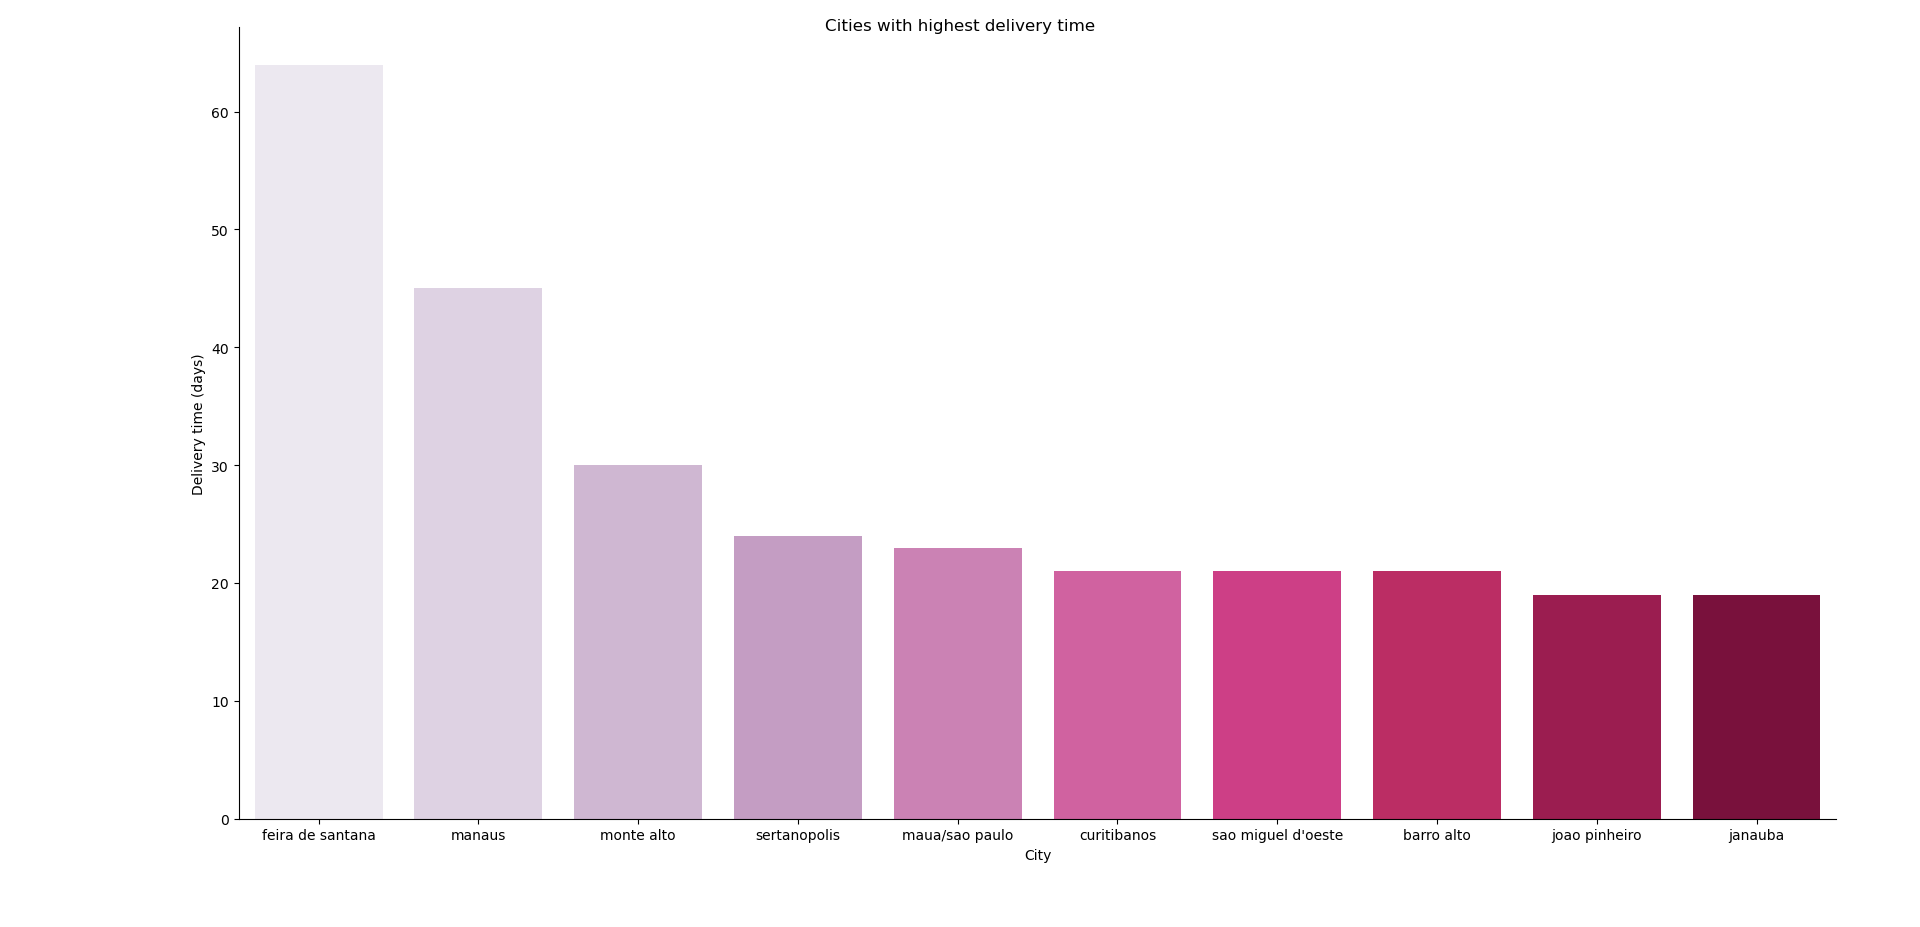 Cities with highest delivery time
Delivery time (days)
60
50
40
30
20
10
0
feira de santana manaus monte alto sertanopolis maua/sao paulo curitibanos sao miguel d'oeste barro alto joao pinheiro janauba
City